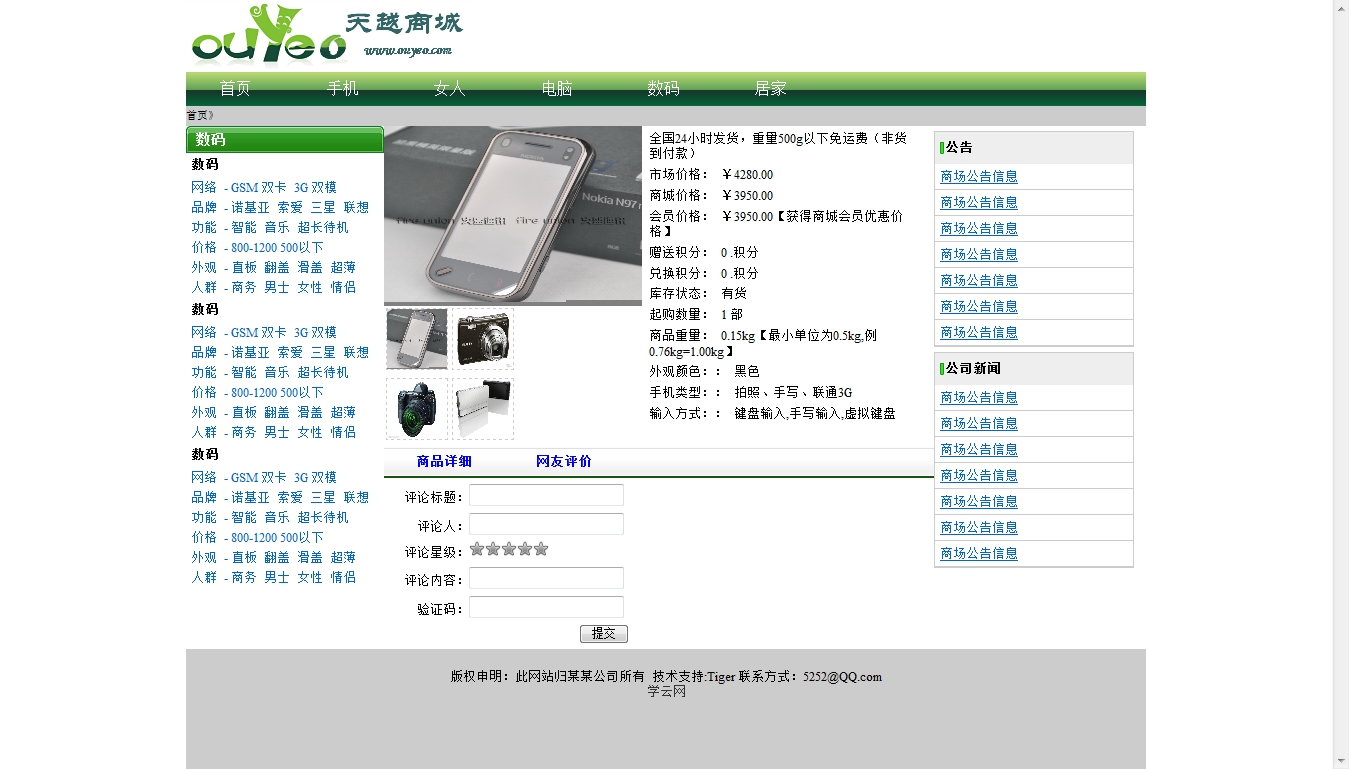 ouyeo 天越商城
www.ouyeo.com
首页 手机 女人 电脑 数码 居家
首页》
数码
数码
网络 - GSM 双卡 3G 双模
品牌 - 诺基亚 索爱 三星 联想
功能 - 智能 音乐 超长待机
价格 - 800-1200 500以下
外观 - 直板 翻盖 滑盖 超薄
人群 - 商务 男士 女性 情侣
数码
网络 - GSM 双卡 3G 双模
品牌 - 诺基亚 索爱 三星 联想
功能 - 智能 音乐 超长待机
价格 - 800-1200 500以下
外观 - 直板 翻盖 滑盖 超薄
人群 - 商务 男士 女性 情侣
数码
网络 - GSM 双卡 3G 双模
品牌 - 诺基亚 索爱 三星 联想
功能 - 智能 音乐 超长待机
价格 - 800-1200 500以下
外观 - 直板 翻盖 滑盖 超薄
人群 - 商务 男士 女性 情侣
NOKIA
Nokia N97 m
fire union fire union
全国24小时发货，重量500g以下免运费（非货
到付款）
市场价格： ￥4280.00
商城价格： ￥3950.00
会员价格： ￥3950.00【获得商城会员优惠价
格】
赠送积分： 0 .积分
兑换积分： 0 .积分
库存状态： 有货
起购数量： 1 部
商品重量： 0.15kg【最小单位为0.5kg,例
0.76kg=1.00kg】
外观颜色：： 黑色
手机类型：： 拍照、手写、联通3G
输入方式：： 键盘输入,手写输入,虚拟键盘
商品详细 网友评价
评论标题：
评论人：
评论星级：
评论内容：
验证码：
提交
公告
商场公告信息
商场公告信息
商场公告信息
商场公告信息
商场公告信息
商场公告信息
商场公告信息
公司新闻
商场公告信息
商场公告信息
商场公告信息
商场公告信息
商场公告信息
商场公告信息
商场公告信息
版权申明：此网站归某某公司所有 技术支持:Tiger 联系方式：5252@QQ.com
学云网